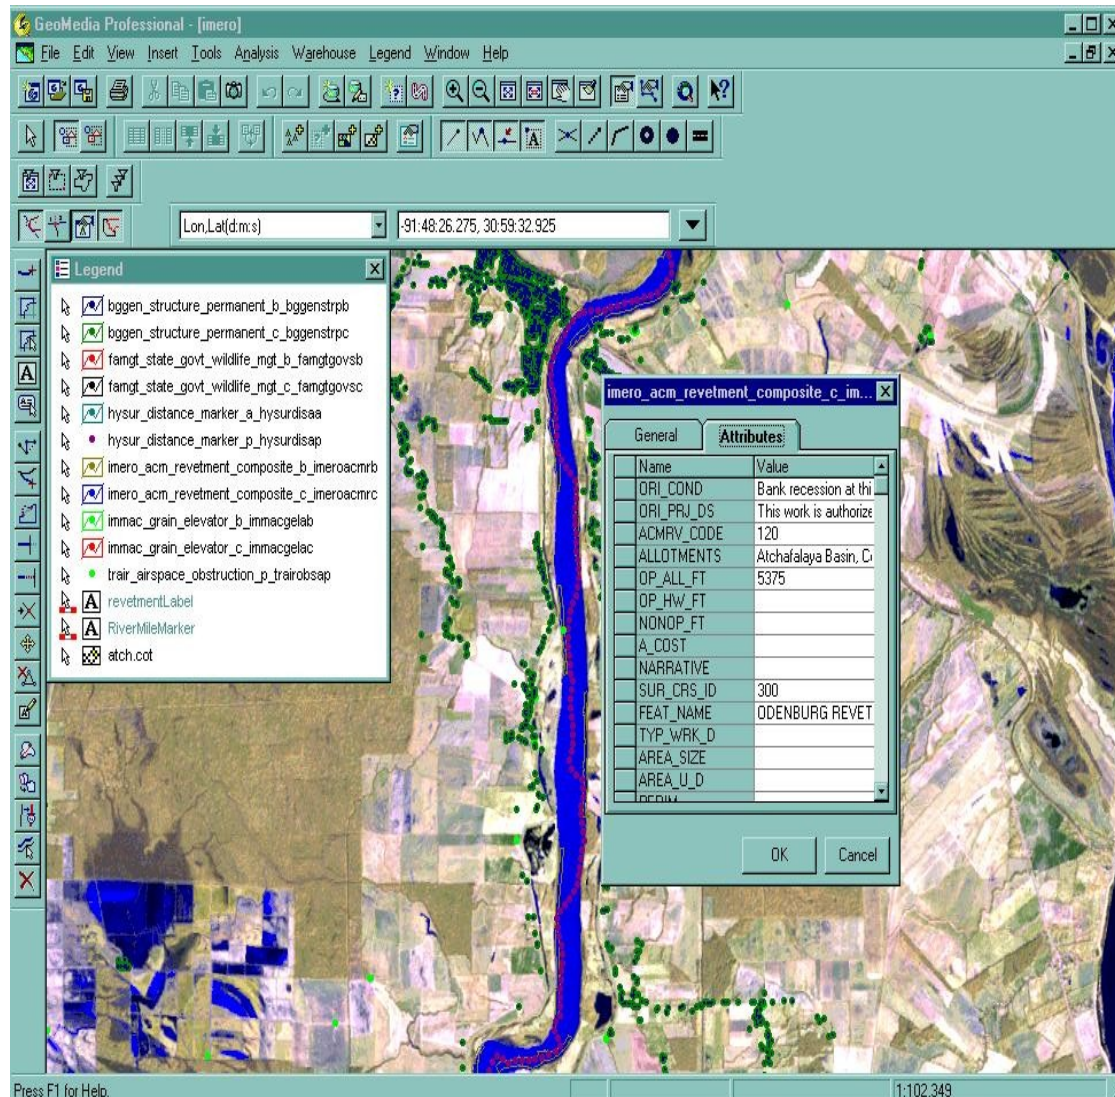 GeoMedia Professional - [imero]
File Edit View Insert Tools Analysis Warehouse Legend Window Help
Lon,Lat(d:m:s) -91:48:26.275, 30:59:32.925
Legend
bggen_structure_permanent_b_bggenstrpb
bggen_structure_permanent_c_bggenstrpc
famgt_state_govt_wildlife_mgt_b_famgtgovsb
famgt_state_govt_wildlife_mgt_c_famgtgovsc
hysur_distance_marker_a_hysurdisaa
hysur_distance_marker_p_hysurdisap
imero_acm_revetment_composite_b_imeroacmrb
imero_acm_revetment_composite_c_imeroacmrc
immac_grain_elevator_b_immacgelab
immac_grain_elevator_c_immacgelac
trair_airspace_obstruction_p_trairobsap
A revetmentLabel
A RiverMileMarker
atch.cot
imero_acm_revetment_composite_c_im...
General Attributes
Name Value
ORI_COND Bank recession at thi
ORI_PRJ_DS This work is authorize
ACMRV_CODE 120
ALLOTMENTS Atchafalaya Basin, C
OP_ALL_FT 5375
OP_HW_FT
NONOP_FT
A_COST
NARRATIVE
SUR_CRS_ID 300
FEAT_NAME ODENBURG REVET
TYP_WRK_D
AREA_SIZE
AREA_U_D
PERIM
OK Cancel
Press F1 for Help. 1:102,349